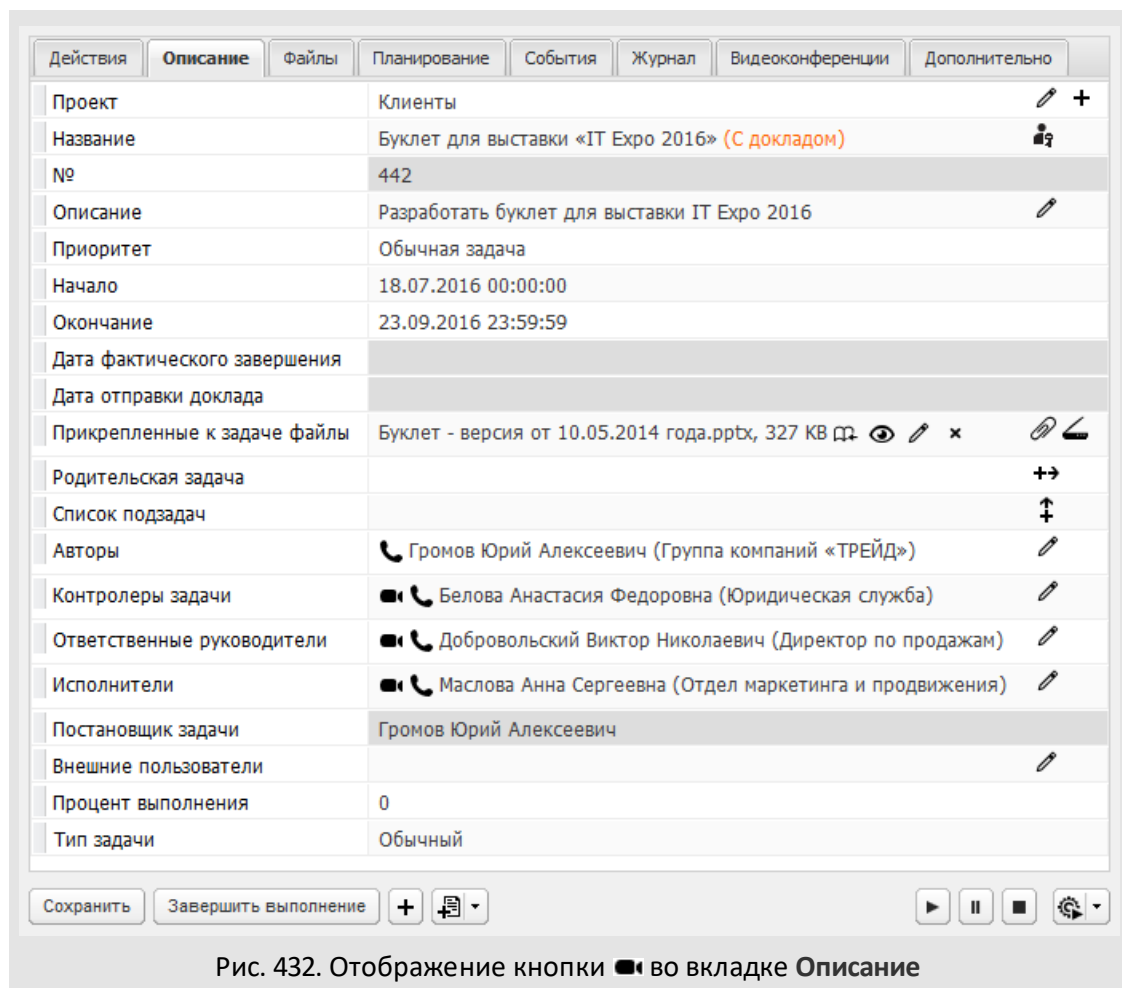 Действия Описание Файлы Планирование События Журнал Видеоконференции Дополнительно
Проект Клиенты
Название Буклет для выставки «IT Expo 2016» (С докладом)
№ 442
Описание Разработать буклет для выставки IT Expo 2016
Приоритет Обычная задача
Начало 18.07.2016 00:00:00
Окончание 23.09.2016 23:59:59
Дата фактического завершения
Дата отправки доклада
Прикрепленные к задаче файлы Буклет - версия от 10.05.2014 года.pptx, 327 KB
Родительская задача
Список подзадач
Авторы Громов Юрий Алексеевич (Группа компаний «ТРЕЙД»)
Контролеры задачи Белова Анастасия Федоровна (Юридическая служба)
Ответственные руководители Добровольский Виктор Николаевич (Директор по продажам)
Исполнители Маслова Анна Сергеевна (Отдел маркетинга и продвижения)
Постановщик задачи Громов Юрий Алексеевич
Внешние пользователи
Процент выполнения 0
Тип задачи Обычный
Сохранить Завершить выполнение
Рис. 432. Отображение кнопки во вкладке Описание